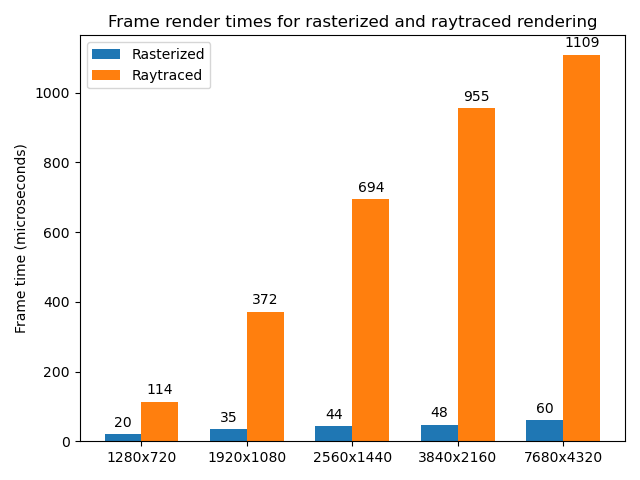 Frame render times for rasterized and raytraced rendering
Rasterized
Raytraced
Frame time (microseconds)
1000
800
600
400
200
0
20
114
35
372
44
694
48
955
60
1109
1280x720
1920x1080
2560x1440
3840x2160
7680x4320